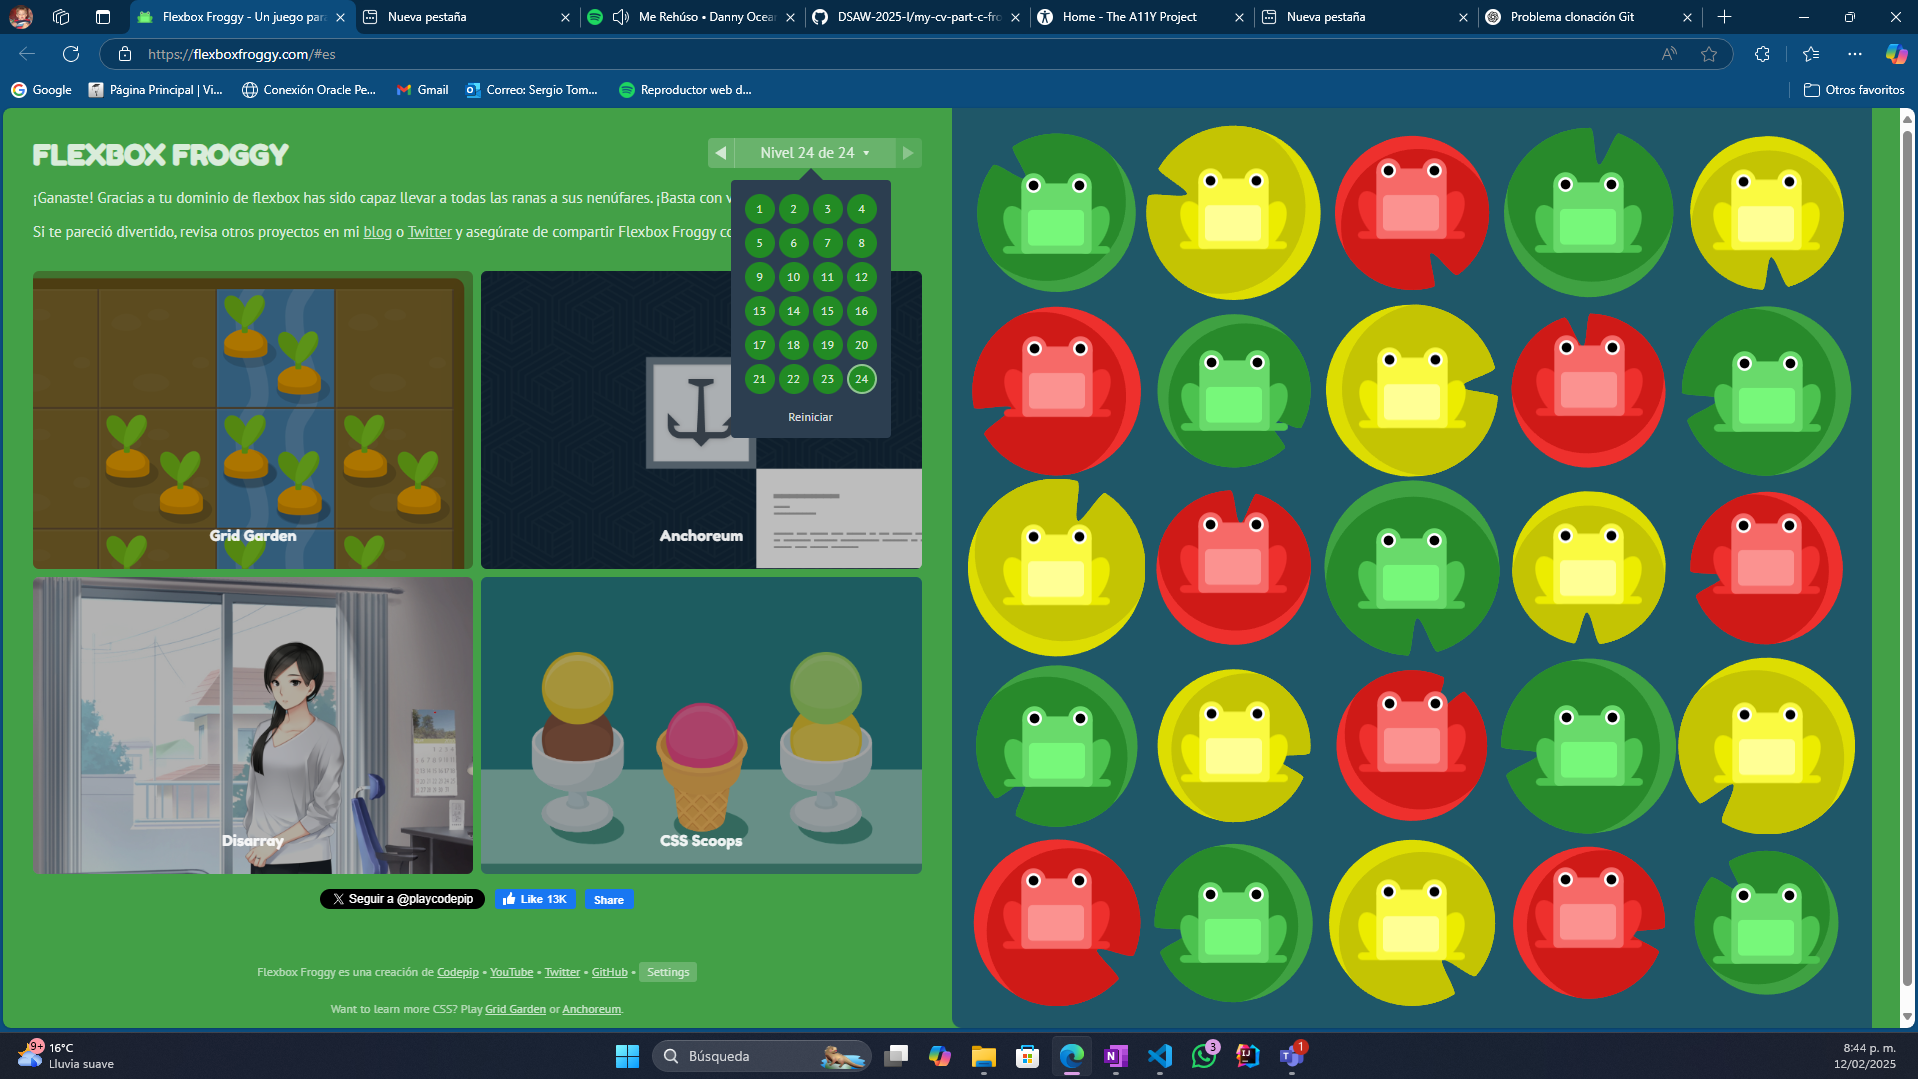 Flexbox Froggy - Un juego para
Nueva pestaña
Me Rehúso • Danny Ocean
DSAW-2025-I/my-cv-part-c-fro
Home - The A11Y Project
Nueva pestaña
Problema clonación Git
https://flexboxfroggy.com/#es
Google
Página Principal | Vi...
Conexión Oracle Pe...
Gmail
Correo: Sergio Tom...
Reproductor web d...
Otros favoritos
FLEXBOX FROGGY
Nivel 24 de 24
¡Ganaste! Gracias a tu dominio de flexbox has sido capaz llevar a todas las ranas a sus nenúfares. ¡Basta con v
Si te pareció divertido, revisa otros proyectos en mi blog o Twitter y asegúrate de compartir Flexbox Froggy co
1 2 3 4
5 6 7 8
9 10 11 12
13 14 15 16
17 18 19 20
21 22 23 24
Reiniciar
Grid Garden
Anchoreum
Disarray
CSS Scoops
Seguir a @playcodepip
Like 13K
Share
Flexbox Froggy es una creación de Codepip • YouTube • Twitter • GitHub • Settings
Want to learn more CSS? Play Grid Garden or Anchoreum.
9+
16°C
Lluvia suave
Búsqueda
3
1
8:44 p. m.
12/02/2025